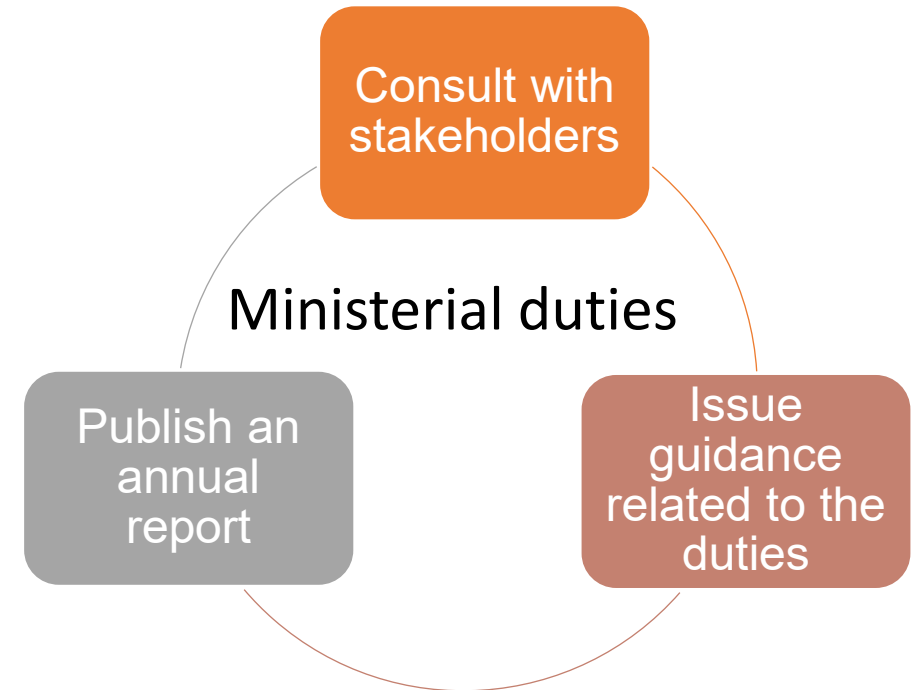 Consult with
stakeholders
Ministerial duties
Publish an
annual
report
Issue
guidance
related to the
duties